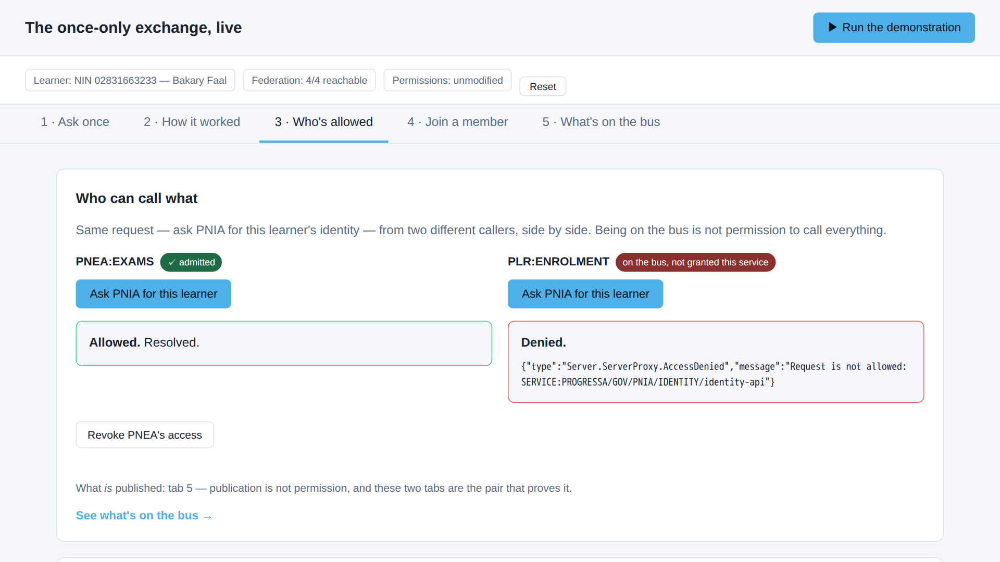 The once-only exchange, live
▶ Run the demonstration
Learner: NIN 02831663233 — Bakary Faal
Federation: 4/4 reachable
Permissions: unmodified
Reset
1 · Ask once
2 · How it worked
3 · Who's allowed
4 · Join a member
5 · What's on the bus
Who can call what
Same request — ask PNIA for this learner's identity — from two different callers, side by side. Being on the bus is not permission to call everything.
PNEA:EXAMS ✓ admitted
Ask PNIA for this learner
Allowed. Resolved.
PLR:ENROLMENT on the bus, not granted this service
Ask PNIA for this learner
Denied.
{"type":"Server.ServerProxy.AccessDenied","message":"Request is not allowed:
SERVICE:PROGRESSA/GOV/PNIA/IDENTITY/identity-api"}
Revoke PNEA's access
What is published: tab 5 — publication is not permission, and these two tabs are the pair that proves it.
See what's on the bus →